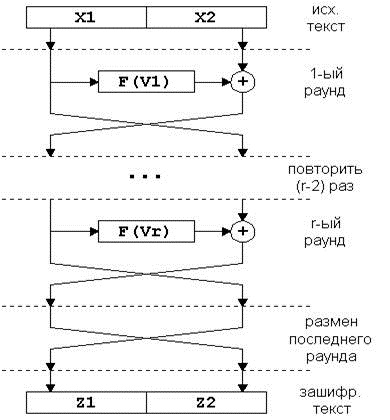 X1 X2
исх.
текст
F(V1) +
1-ый
раунд
...
повторить
(r-2) раз
F(Vr) +
r-ый
раунд
размен
последнего
раунда
Z1 Z2
зашифр.
текст